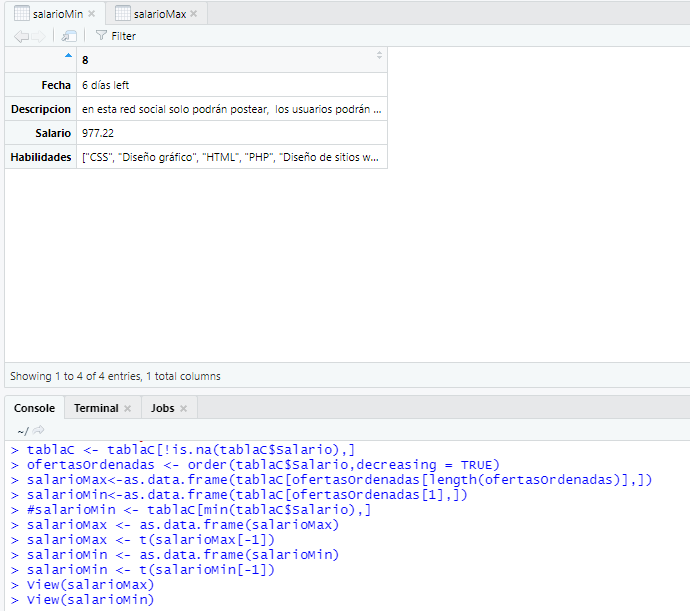 salarioMin × salarioMax ×
Filter
8
Fecha 6 días left
Descripcion en esta red social solo podrán postear, los usuarios podrán ...
Salario 977.22
Habilidades ["CSS", "Diseño gráfico", "HTML", "PHP", "Diseño de sitios w...
Showing 1 to 4 of 4 entries, 1 total columns
Console Terminal × Jobs ×
~/
> tablaC <- tablaC[!is.na(tablaC$Salario),]
> ofertasOrdenadas <- order(tablaC$Salario,decreasing = TRUE)
> salarioMax<-as.data.frame(tablaC[ofertasOrdenadas[length(ofertasOrdenadas)],])
> salarioMin<-as.data.frame(tablaC[ofertasOrdenadas[1],])
> #salarioMin <- tablaC[min(tablaC$Salario),]
> salarioMax <- as.data.frame(salarioMax)
> salarioMax <- t(salarioMax[-1])
> salarioMin <- as.data.frame(salarioMin)
> salarioMin <- t(salarioMin[-1])
> View(salarioMax)
> View(salarioMin)